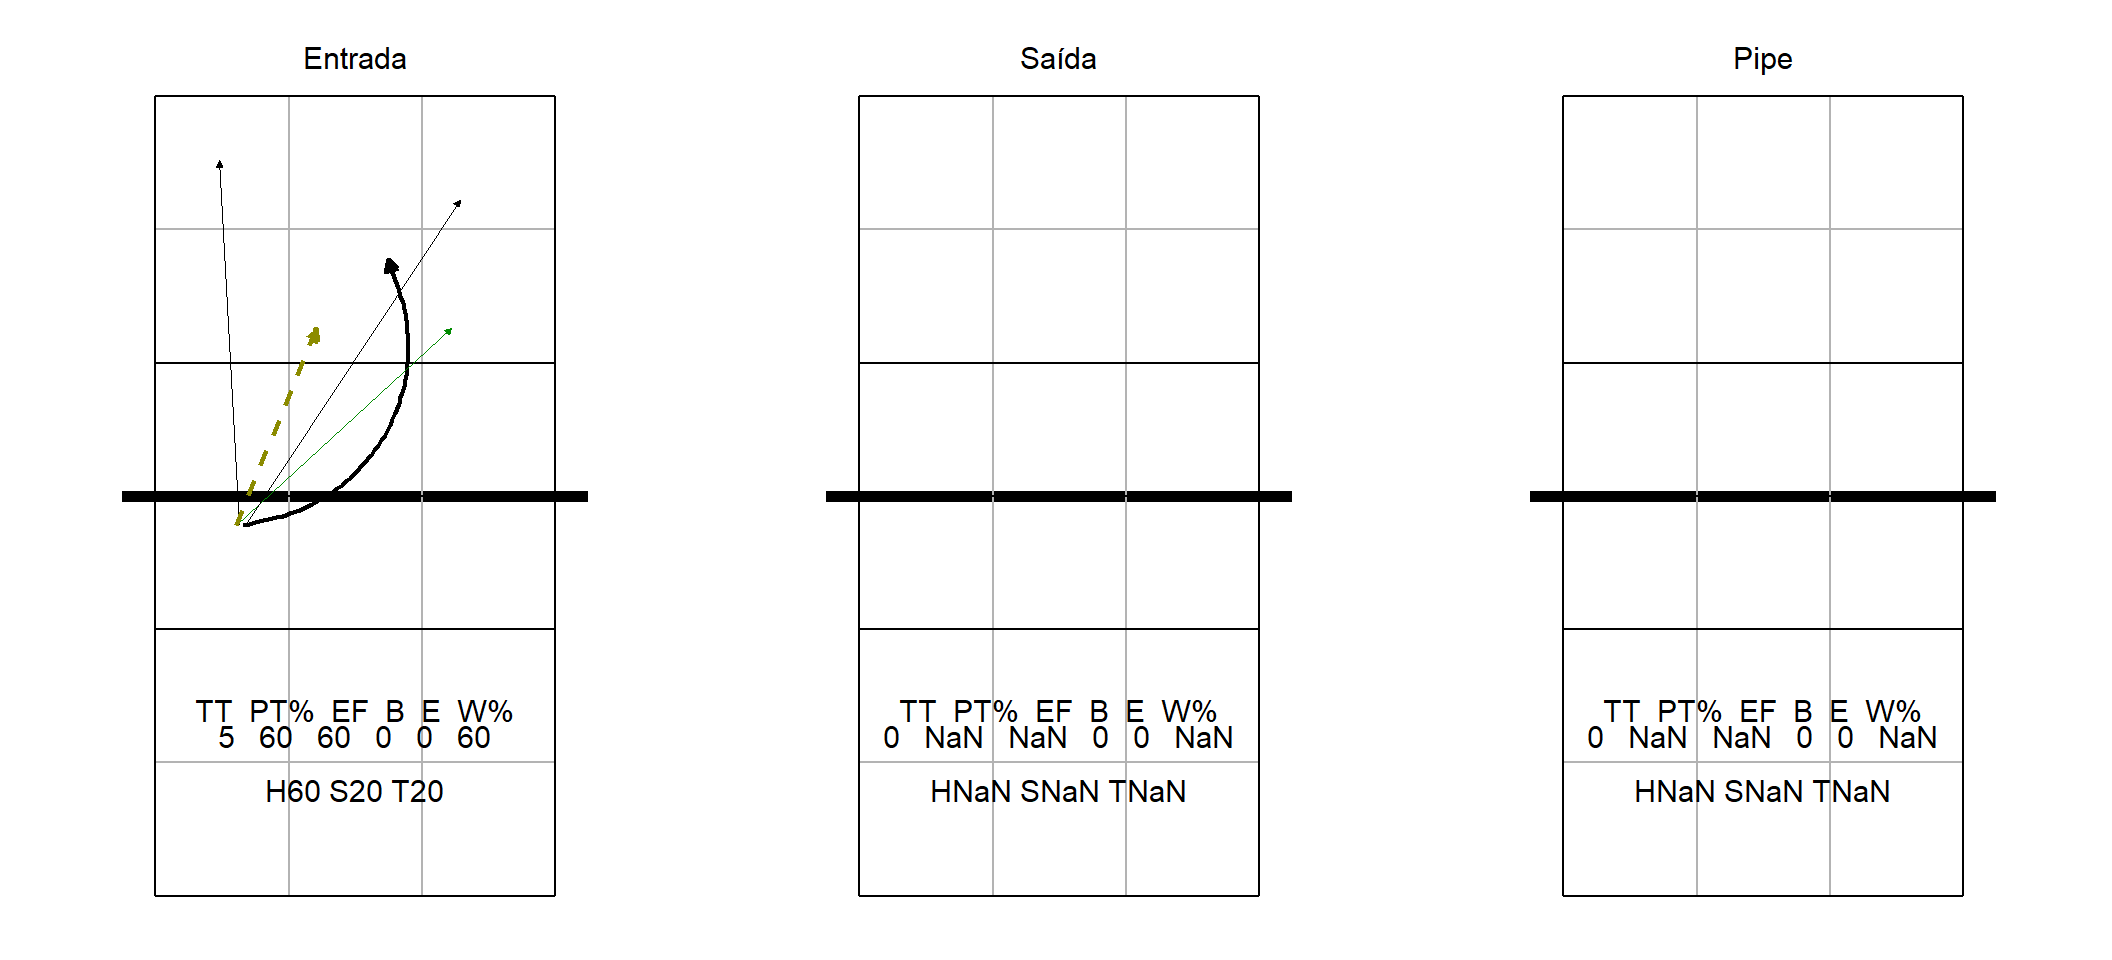 Entrada
TT PT% EF B E W%
5 60 60 0 0 60
H60 S20 T20
Saída
TT PT% EF B E W%
0 NaN NaN 0 0 NaN
HNaN SNaN TNaN
Pipe
TT PT% EF B E W%
0 NaN NaN 0 0 NaN
HNaN SNaN TNaN